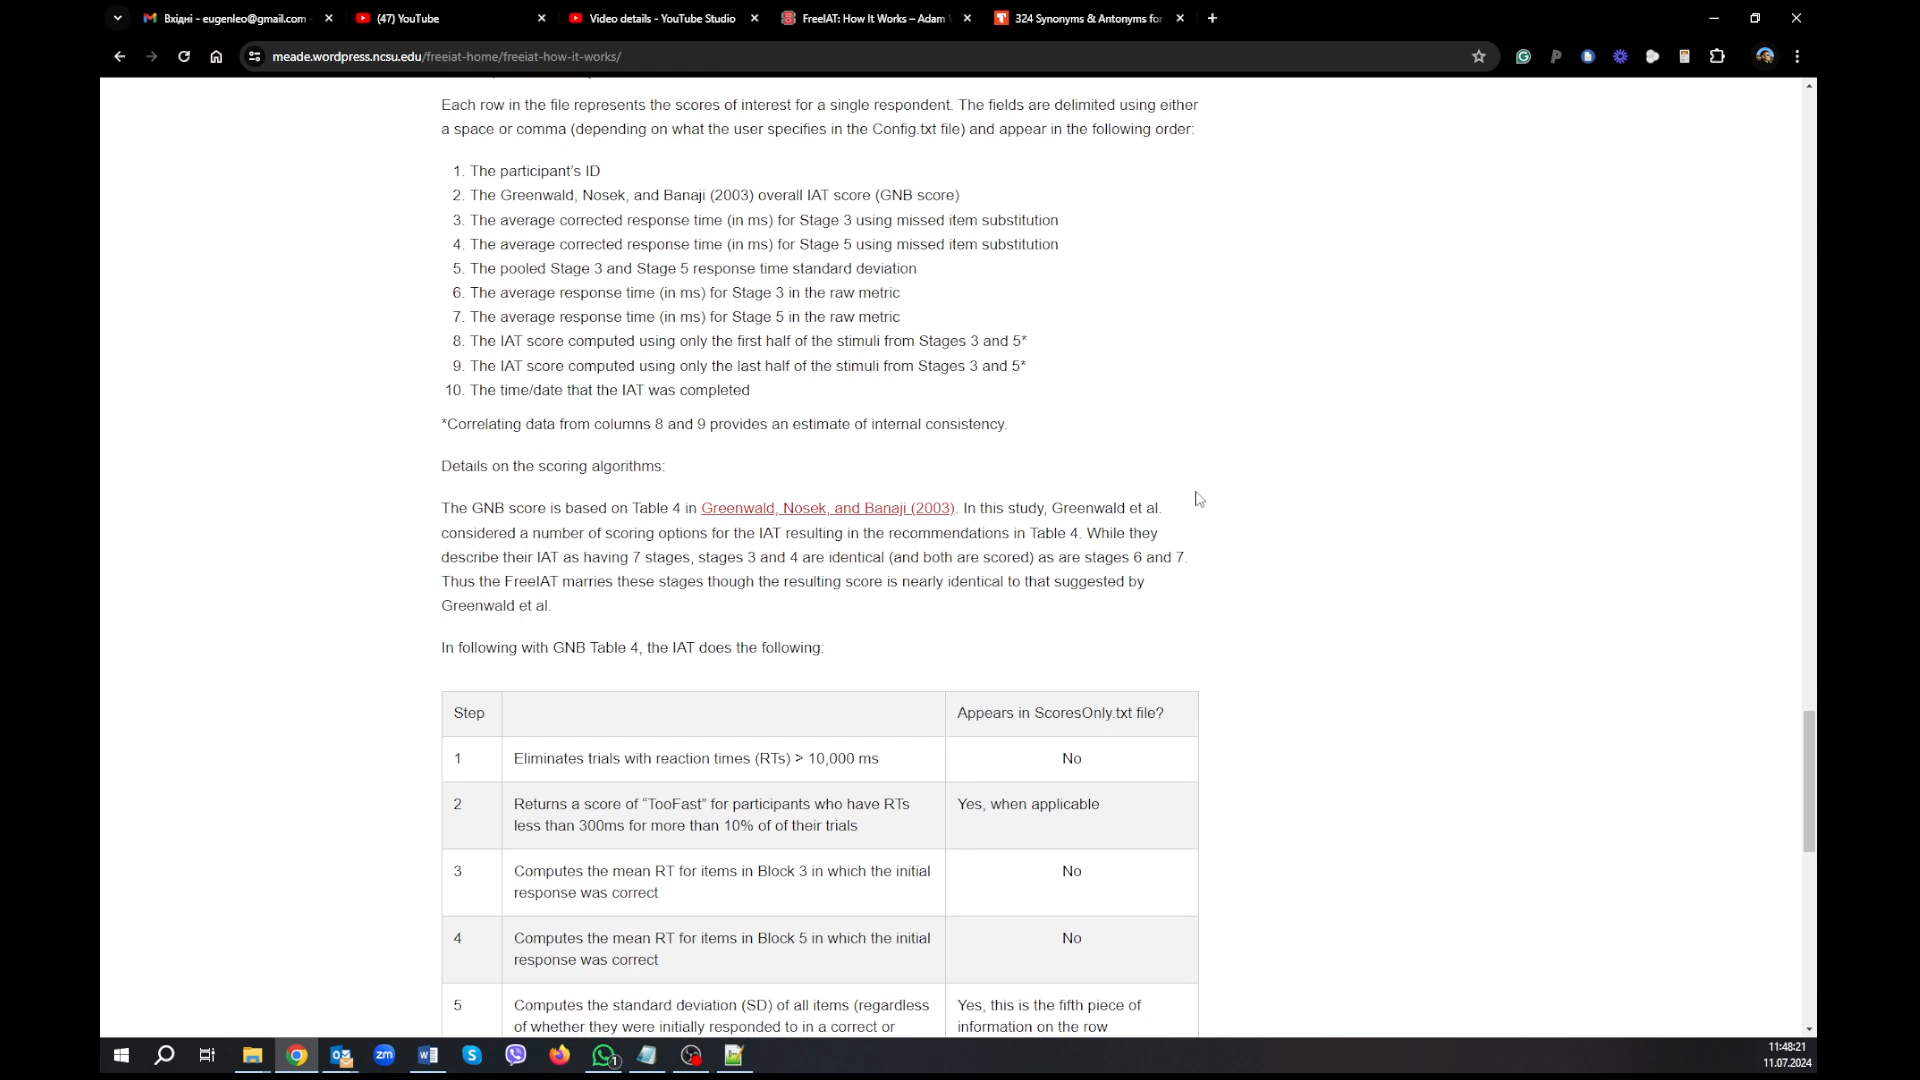 Вхідні - eugenleo@gmail.com
(47) YouTube
Video details - YouTube Studio
FreeIAT: How It Works – Adam
324 Synonyms & Antonyms for
meade.wordpress.ncsu.edu/freeiat-home/freeiat-how-it-works/
Each row in the file represents the scores of interest for a single respondent. The fields are delimited using either
a space or comma (depending on what the user specifies in the Config.txt file) and appear in the following order:
1. The participant's ID
2. The Greenwald, Nosek, and Banaji (2003) overall IAT score (GNB score)
3. The average corrected response time (in ms) for Stage 3 using missed item substitution
4. The average corrected response time (in ms) for Stage 5 using missed item substitution
5. The pooled Stage 3 and Stage 5 response time standard deviation
6. The average response time (in ms) for Stage 3 in the raw metric
7. The average response time (in ms) for Stage 5 in the raw metric
8. The IAT score computed using only the first half of the stimuli from Stages 3 and 5*
9. The IAT score computed using only the last half of the stimuli from Stages 3 and 5*
10. The time/date that the IAT was completed
*Correlating data from columns 8 and 9 provides an estimate of internal consistency.
Details on the scoring algorithms:
The GNB score is based on Table 4 in Greenwald, Nosek, and Banaji (2003). In this study, Greenwald et al.
considered a number of scoring options for the IAT resulting in the recommendations in Table 4. While they
describe their IAT as having 7 stages, stages 3 and 4 are identical (and both are scored) as are stages 6 and 7.
Thus the FreeIAT marries these stages though the resulting score is nearly identical to that suggested by
Greenwald et al.
In following with GNB Table 4, the IAT does the following:
Step
Appears in ScoresOnly.txt file?
1
Eliminates trials with reaction times (RTs) > 10,000 ms
No
2
Returns a score of “TooFast” for participants who have RTs
less than 300ms for more than 10% of of their trials
Yes, when applicable
3
Computes the mean RT for items in Block 3 in which the initial
response was correct
No
4
Computes the mean RT for items in Block 5 in which the initial
response was correct
No
5
Computes the standard deviation (SD) of all items (regardless
of whether they were initially responded to in a correct or
Yes, this is the fifth piece of
information on the row
zm
1
11:48:21
11.07.2024